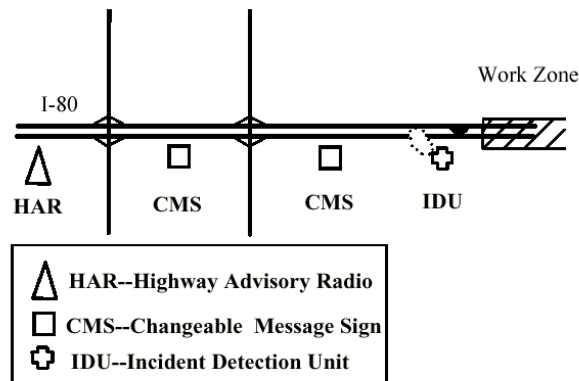 Work Zone
I-80
HAR
CMS
CMS
IDU
HAR--Highway Advisory Radio
CMS--Changeable Message Sign
IDU--Incident Detection Unit